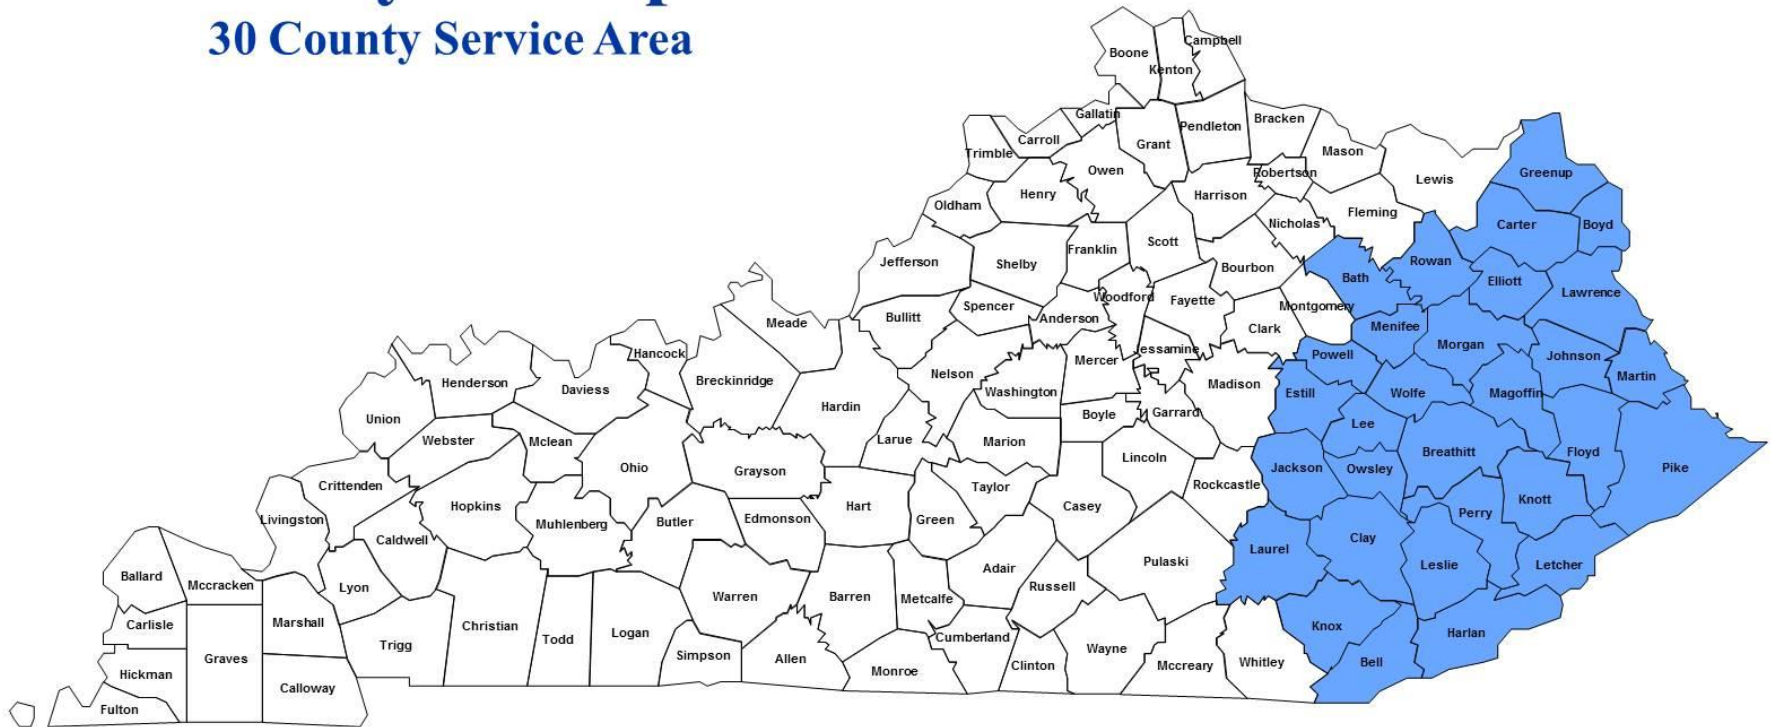 30 County Service Area
Boone
Kenton
Campbell
Gallatin
Carroll
Trimble
Grant
Pendleton
Bracken
Mason
Lewis
Greenup
Owen
Robertson
Henry
Harrison
Fleming
Oldham
Nicholas
Carter
Boyd
Jefferson
Shelby
Franklin
Scott
Bourbon
Rowan
Bath
Elliott
Lawrence
Spencer
Woodford
Fayette
Montgomery
Meade
Bullitt
Anderson
Clark
Menifee
Morgan
Hancock
Jessamine
Powell
Johnson
Martin
Henderson
Daviess
Breckinridge
Nelson
Washington
Mercer
Madison
Estill
Wolfe
Magoffin
Union
Hardin
Boyle
Garrard
Lee
Webster
Mclean
Larue
Marion
Lincoln
Breathitt
Floyd
Ohio
Grayson
Jackson
Owsley
Pike
Crittenden
Taylor
Rockcastle
Hopkins
Hart
Casey
Knott
Livingston
Muhlenberg
Butler
Edmonson
Green
Perry
Caldwell
Laurel
Clay
Ballard
Mccracken
Lyon
Adair
Pulaski
Leslie
Letcher
Warren
Barren
Metcalfe
Russell
Carlisle
Marshall
Christian
Todd
Logan
Knox
Harlan
Trigg
Cumberland
Graves
Simpson
Allen
Wayne
Hickman
Monroe
Clinton
Mccreary
Whitley
Bell
Calloway
Fulton